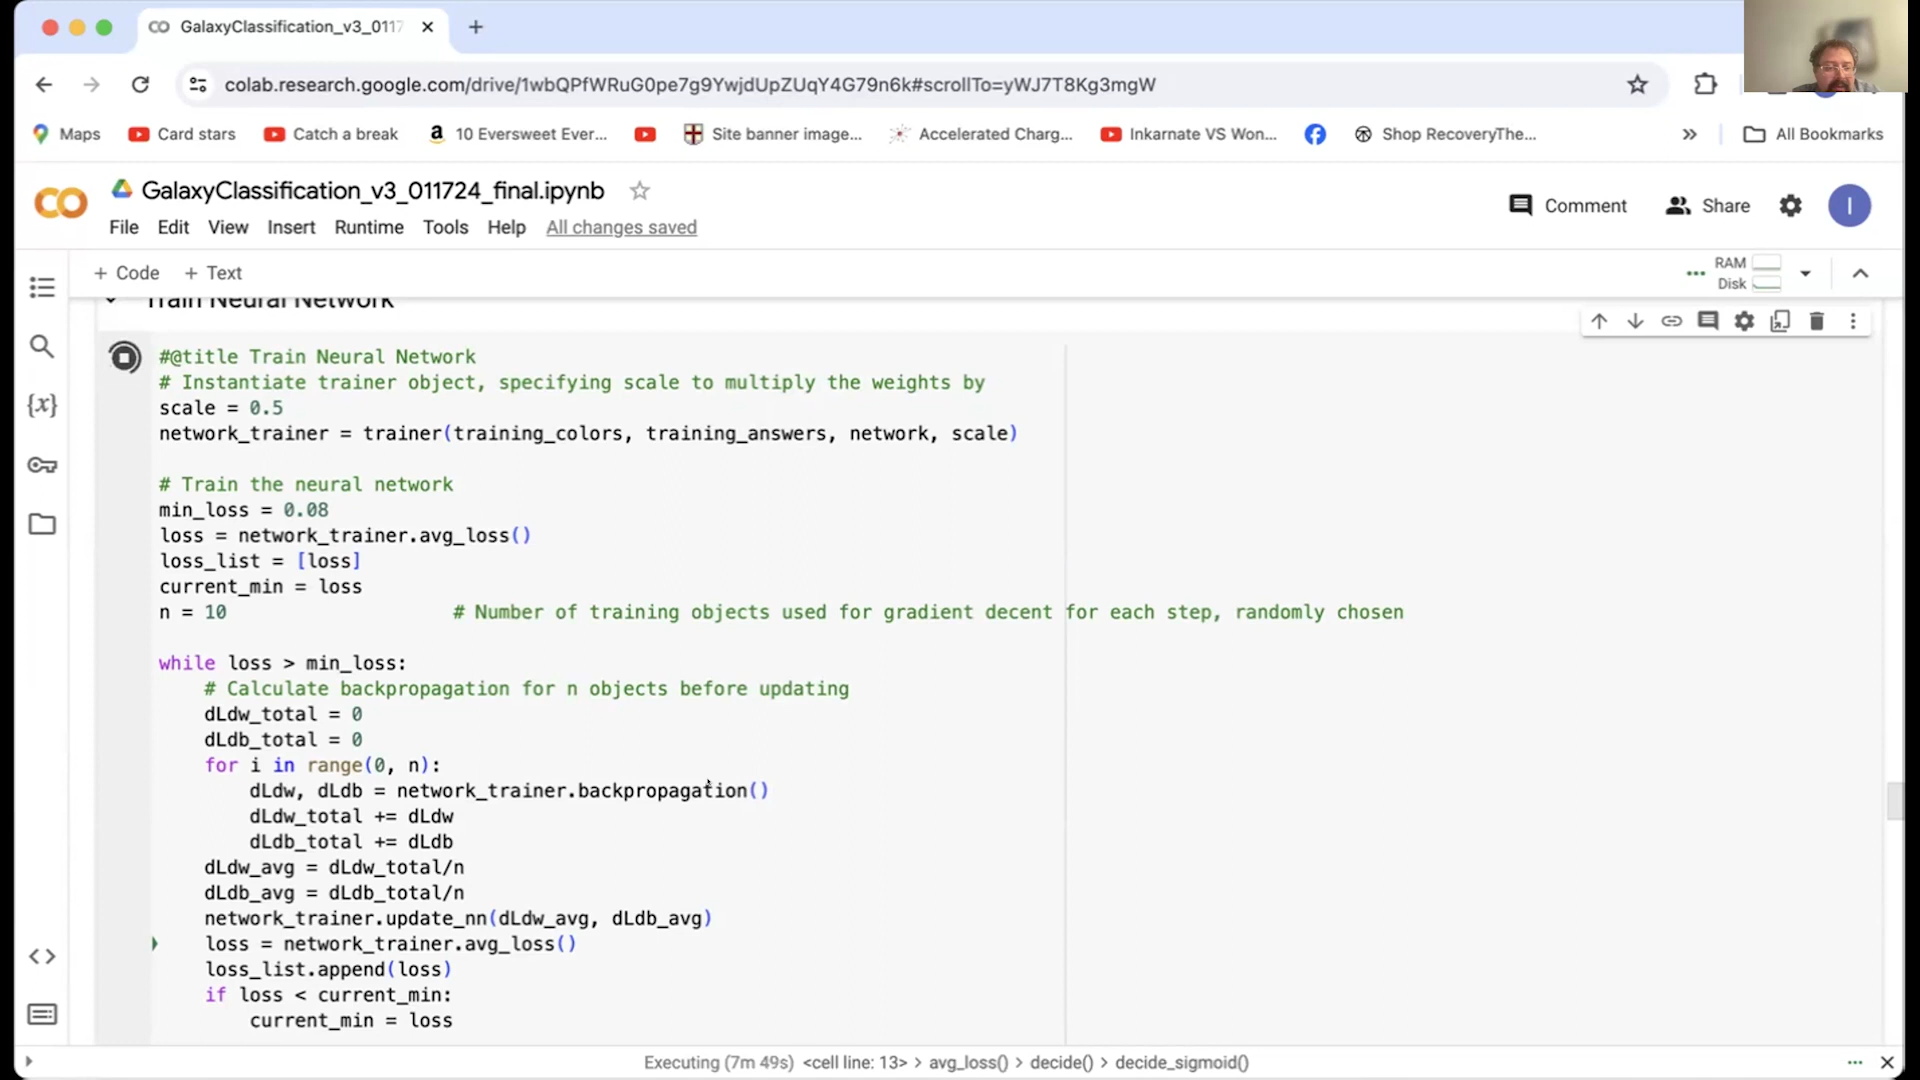 GalaxyClassification_v3_0117
colab.research.google.com/drive/1wbQPfWRuG0pe7g9YwjdUpZUqY4G79n6k#scrollTo=yWJ7T8Kg3mgW
Maps Card stars Catch a break 10 Eversweet Ever... Site banner image... Accelerated Charg... Inkarnate VS Won... Shop RecoveryThe... » All Bookmarks
GalaxyClassification_v3_011724_final.ipynb
Comment Share I
File Edit View Insert Runtime Tools Help All changes saved
+ Code + Text
RAM
Disk
Train Neural Network
#@title Train Neural Network
# Instantiate trainer object, specifying scale to multiply the weights by
scale = 0.5
network_trainer = trainer(training_colors, training_answers, network, scale)
# Train the neural network
min_loss = 0.08
loss = network_trainer.avg_loss()
loss_list = [loss]
current_min = loss
n = 10 # Number of training objects used for gradient decent for each step, randomly chosen
while loss > min_loss:
# Calculate backpropagation for n objects before updating
dLdw_total = 0
dLdb_total = 0
for i in range(0, n):
dLdw, dLdb = network_trainer.backpropagation()
dLdw_total += dLdw
dLdb_total += dLdb
dLdw_avg = dLdw_total/n
dLdb_avg = dLdb_total/n
network_trainer.update_nn(dLdw_avg, dLdb_avg)
loss = network_trainer.avg_loss()
loss_list.append(loss)
if loss < current_min:
current_min = loss
Executing (7m 49s) <cell line: 13> > avg_loss() > decide() > decide_sigmoid()